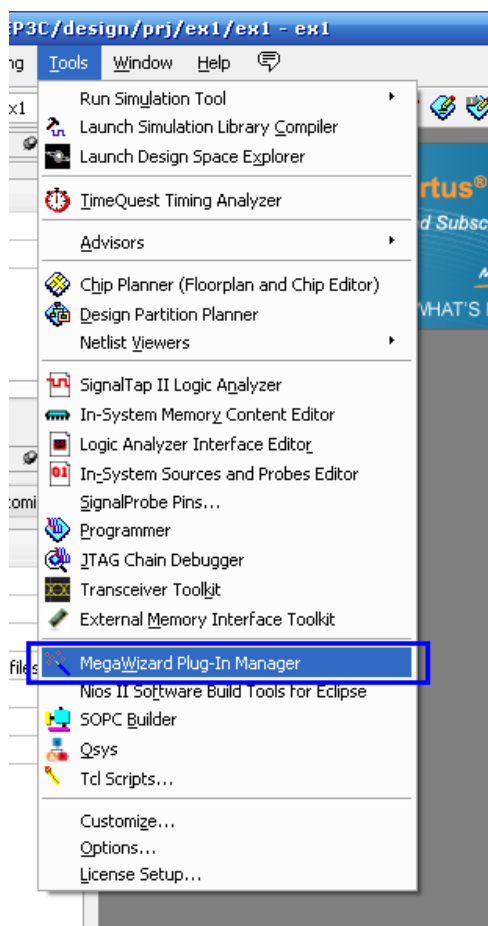 EP3C/design/prj/ex1/ex1 - ex1
ng Tools Window Help
x1
Run Simulation Tool
Launch Simulation Library Compiler
Launch Design Space Explorer
TimeQuest Timing Analyzer
Advisors
Chip Planner (Floorplan and Chip Editor)
Design Partition Planner
Netlist Viewers
SignalTap II Logic Analyzer
In-System Memory Content Editor
Logic Analyzer Interface Editor
In-System Sources and Probes Editor
SignalProbe Pins...
Programmer
JTAG Chain Debugger
Transceiver Toolkit
External Memory Interface Toolkit
MegaWizard Plug-In Manager
Nios II Software Build Tools for Eclipse
SOPC Builder
Qsys
Tcl Scripts...
Customize...
Options...
License Setup...
files
rtus®
d Subsc
WHAT'S